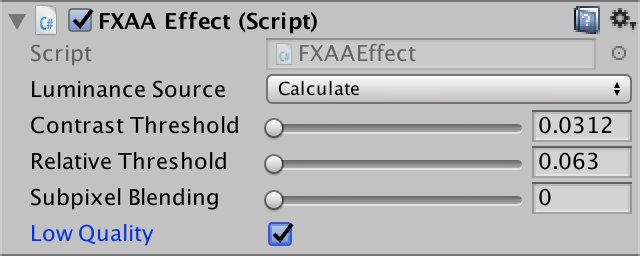 C# FXAA Effect (Script)
Script C# FXAAEffect
Luminance Source Calculate
Contrast Threshold 0.0312
Relative Threshold 0.063
Subpixel Blending 0
Low Quality